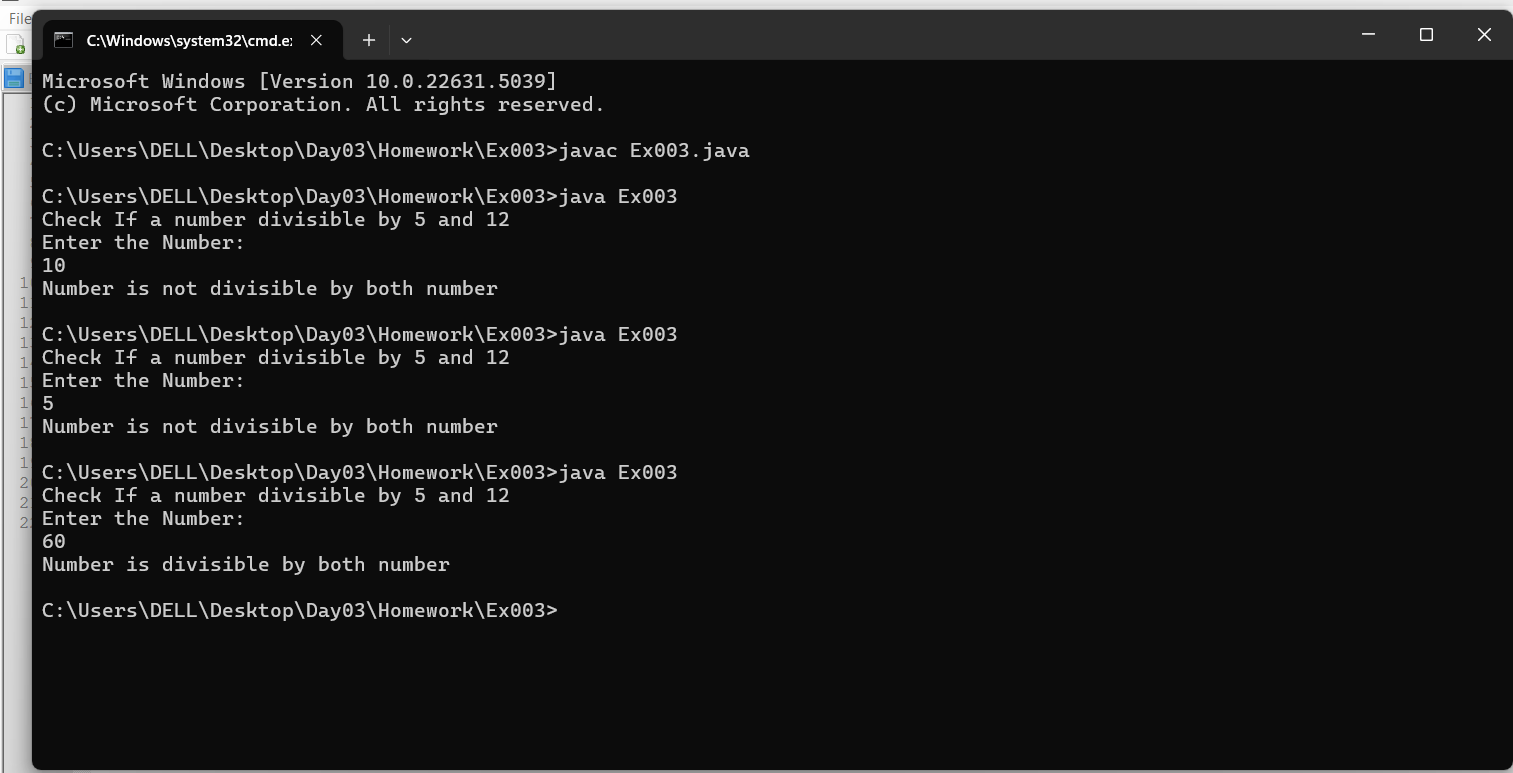 File
C:\Windows\system32\cmd.e
Microsoft Windows [Version 10.0.22631.5039]
(c) Microsoft Corporation. All rights reserved.
C:\Users\DELL\Desktop\Day03\Homework\Ex003>javac Ex003.java
C:\Users\DELL\Desktop\Day03\Homework\Ex003>java Ex003
Check If a number divisible by 5 and 12
Enter the Number:
10
Number is not divisible by both number
C:\Users\DELL\Desktop\Day03\Homework\Ex003>java Ex003
Check If a number divisible by 5 and 12
Enter the Number:
5
Number is not divisible by both number
C:\Users\DELL\Desktop\Day03\Homework\Ex003>java Ex003
Check If a number divisible by 5 and 12
Enter the Number:
60
Number is divisible by both number
C:\Users\DELL\Desktop\Day03\Homework\Ex003>